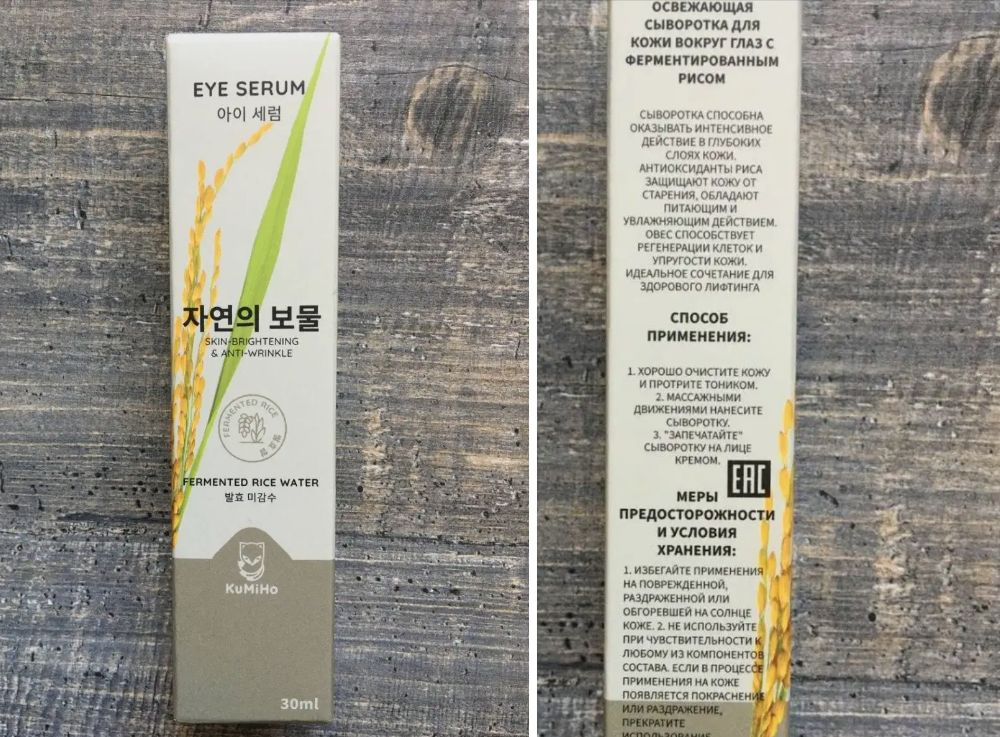 EYE SERUM
아이 세럼
자연의 보물
SKIN-BRIGHTENING
& ANTI-WRINKLE
FERMENTED RICE
발효 쌀
FERMENTED RICE WATER
발효 미감수
KuMiHo
30ml
ОСВЕЖАЮЩАЯ
СЫВОРОТКА ДЛЯ
КОЖИ ВОКРУГ ГЛАЗ С
ФЕРМЕНТИРОВАННЫМ
РИСОМ
СЫВОРОТКА СПОСОБНА
ОКАЗЫВАТЬ ИНТЕНСИВНОЕ
ДЕЙСТВИЕ В ГЛУБОКИХ
СЛОЯХ КОЖИ.
АНТИОКСИДАНТЫ РИСА
ЗАЩИЩАЮТ КОЖУ ОТ
СТАРЕНИЯ, ОБЛАДАЮТ
ПИТАЮЩИМ И
УВЛАЖНЯЮЩИМ ДЕЙСТВИЕМ.
ОВЕС СПОСОБСТВУЕТ
РЕГЕНЕРАЦИИ КЛЕТОК И
УПРУГОСТИ КОЖИ.
ИДЕАЛЬНОЕ СОЧЕТАНИЕ ДЛЯ
ЗДОРОВОГО ЛИФТИНГА
СПОСОБ
ПРИМЕНЕНИЯ:
1. ХОРОШО ОЧИСТИТЕ КОЖУ
И ПРОТРИТЕ ТОНИКОМ.
2. МАССАЖНЫМИ
ДВИЖЕНИЯМИ НАНЕСИТЕ
СЫВОРОТКУ.
3. "ЗАПЕЧАТАЙТЕ"
СЫВОРОТКУ НА ЛИЦЕ
КРЕМОМ.
EAC
МЕРЫ
ПРЕДОСТОРОЖНОСТИ
И УСЛОВИЯ
ХРАНЕНИЯ:
1. ИЗБЕГАЙТЕ ПРИМЕНЕНИЯ
НА ПОВРЕЖДЕННОЙ,
РАЗДРАЖЕННОЙ ИЛИ
ОБГОРЕВШЕЙ НА СОЛНЦЕ
КОЖЕ. 2. НЕ ИСПОЛЬЗУЙТЕ
ПРИ ЧУВСТВИТЕЛЬНОСТИ К
ЛЮБОМУ ИЗ КОМПОНЕНТОВ
СОСТАВА. ЕСЛИ В ПРОЦЕССЕ
ПРИМЕНЕНИЯ НА КОЖЕ
ПОЯВЛЯЕТСЯ ПОКРАСНЕНИЕ
ИЛИ РАЗДРАЖЕНИЕ,
ПРЕКРАТИТЕ
ИСПОЛЬЗОВАНИЕ